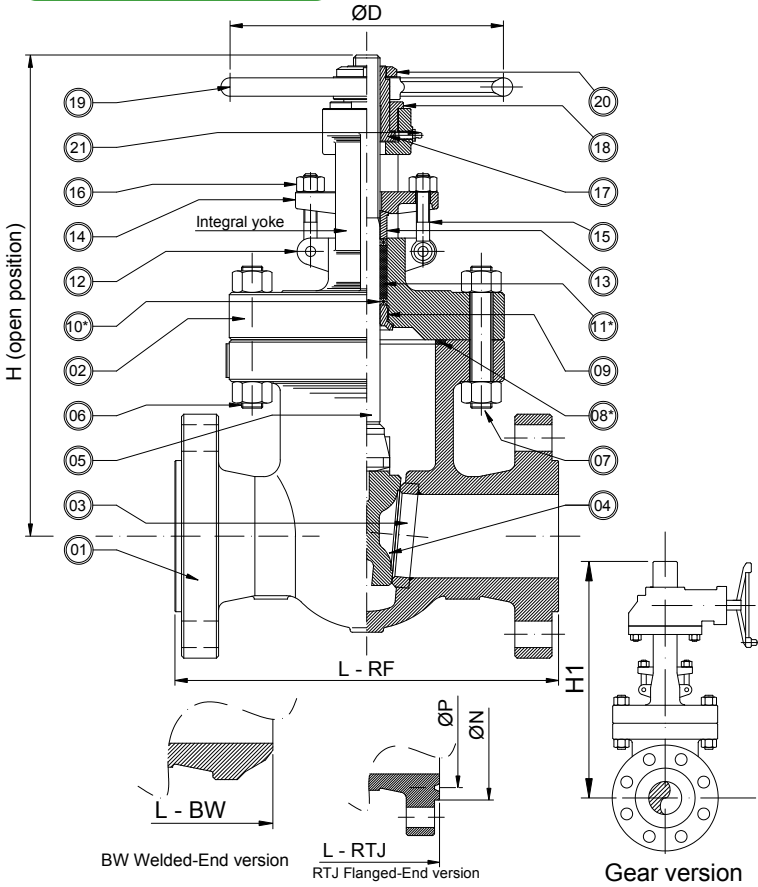 ØD
19
20
21
18
16
17
14
Integral yoke
15
12
13
H (open position)
10*
11*
02
09
06
08*
05
07
03
04
01
L - RF
H1
ØP
ØN
L - BW
L - RTJ
BW Welded-End version
RTJ Flanged-End version
Gear version